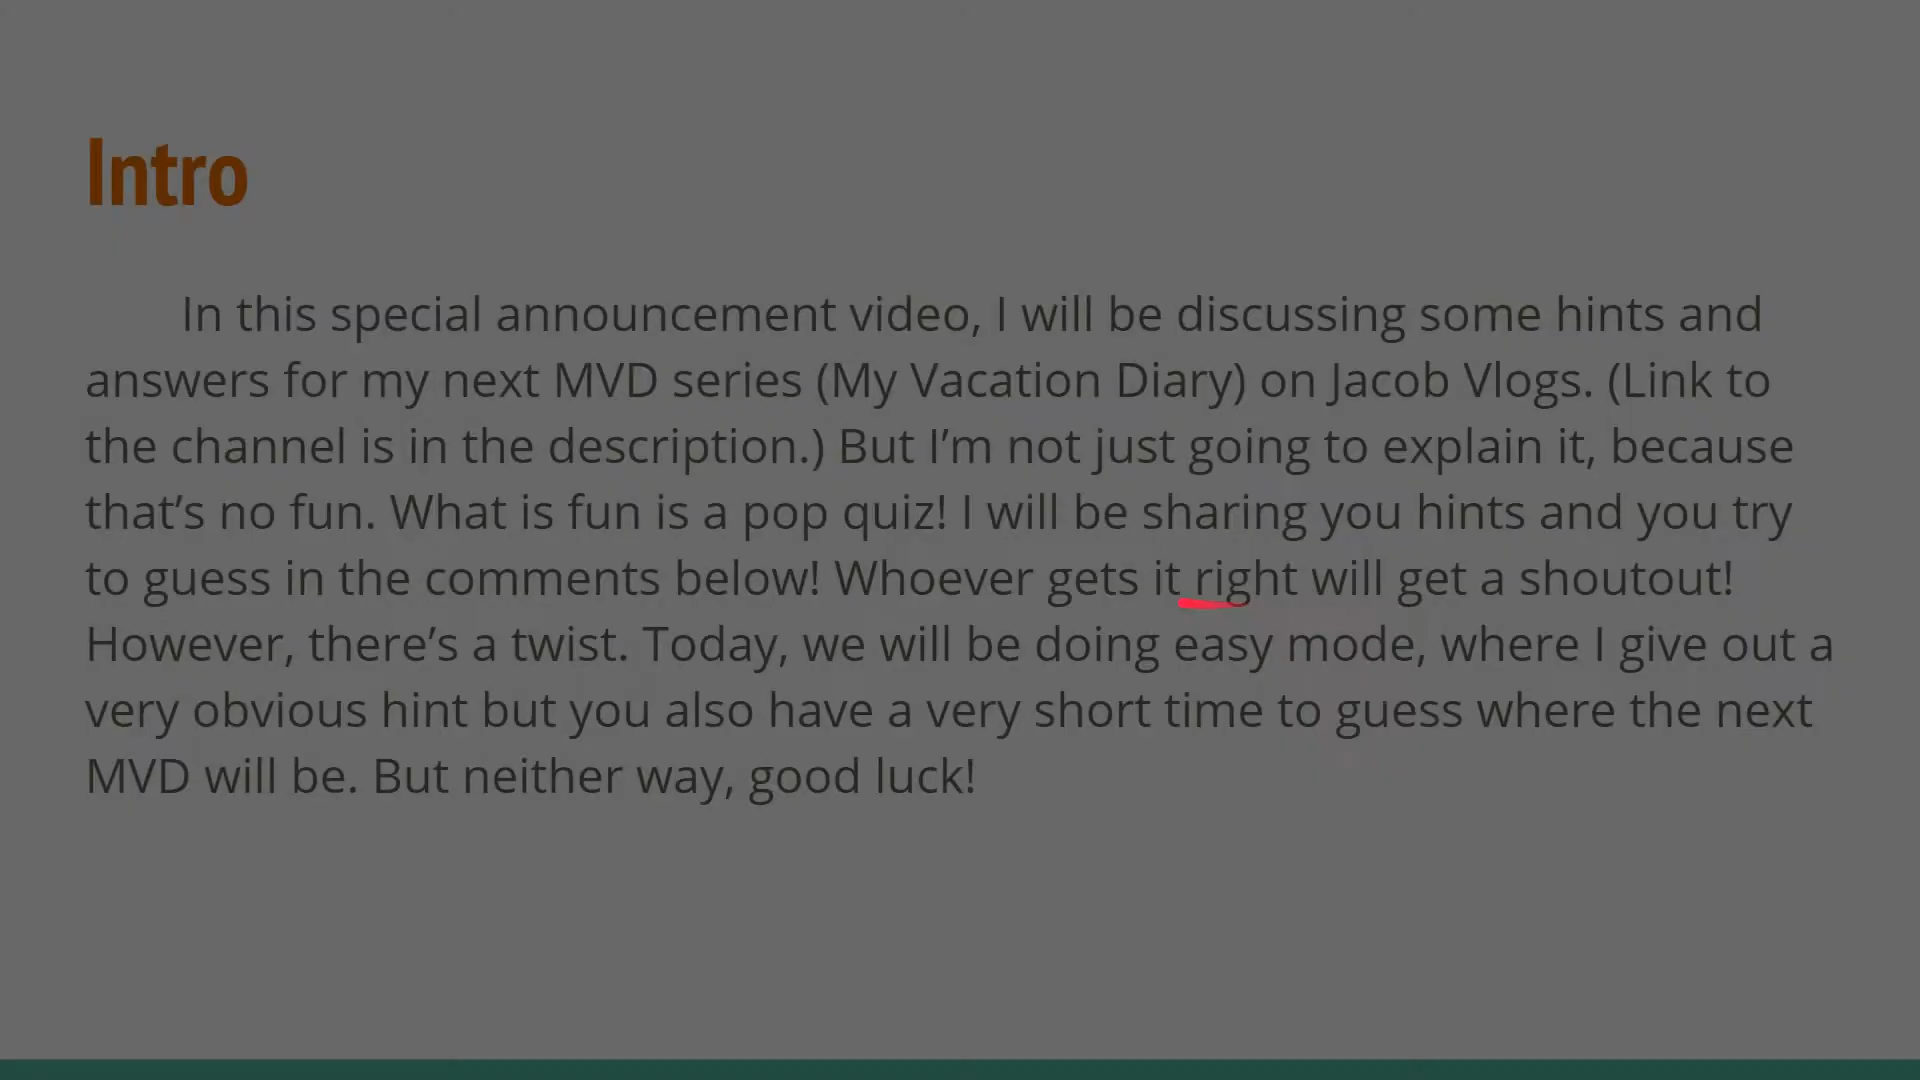 Intro
In this special announcement video, I will be discussing some hints and
answers for my next MVD series (My Vacation Diary) on Jacob Vlogs. (Link to
the channel is in the description.) But I’m not just going to explain it, because
that’s no fun. What is fun is a pop quiz! I will be sharing you hints and you try
to guess in the comments below! Whoever gets it right will get a shoutout!
However, there’s a twist. Today, we will be doing easy mode, where I give out a
very obvious hint but you also have a very short time to guess where the next
MVD will be. But neither way, good luck!